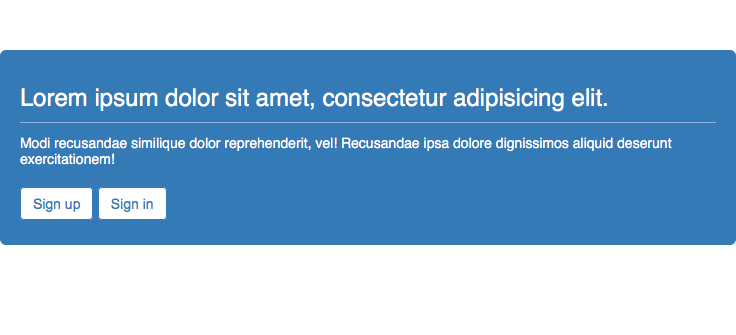 Lorem ipsum dolor sit amet, consectetur adipisicing elit.
Modi recusandae similique dolor reprehenderit, vel! Recusandae ipsa dolore dignissimos aliquid deserunt
exercitationem!
Sign up Sign in